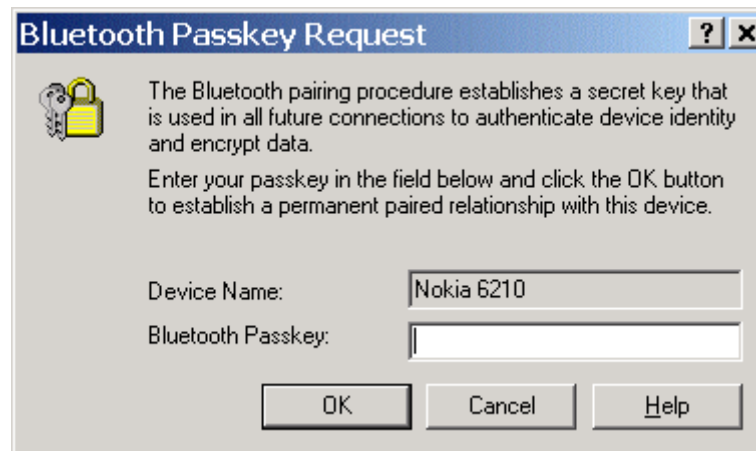 Bluetooth Passkey Request
The Bluetooth pairing procedure establishes a secret key that
is used in all future connections to authenticate device identity
and encrypt data.
Enter your passkey in the field below and click the OK button
to establish a permanent paired relationship with this device.
Device Name: Nokia 6210
Bluetooth Passkey:
OK Cancel Help